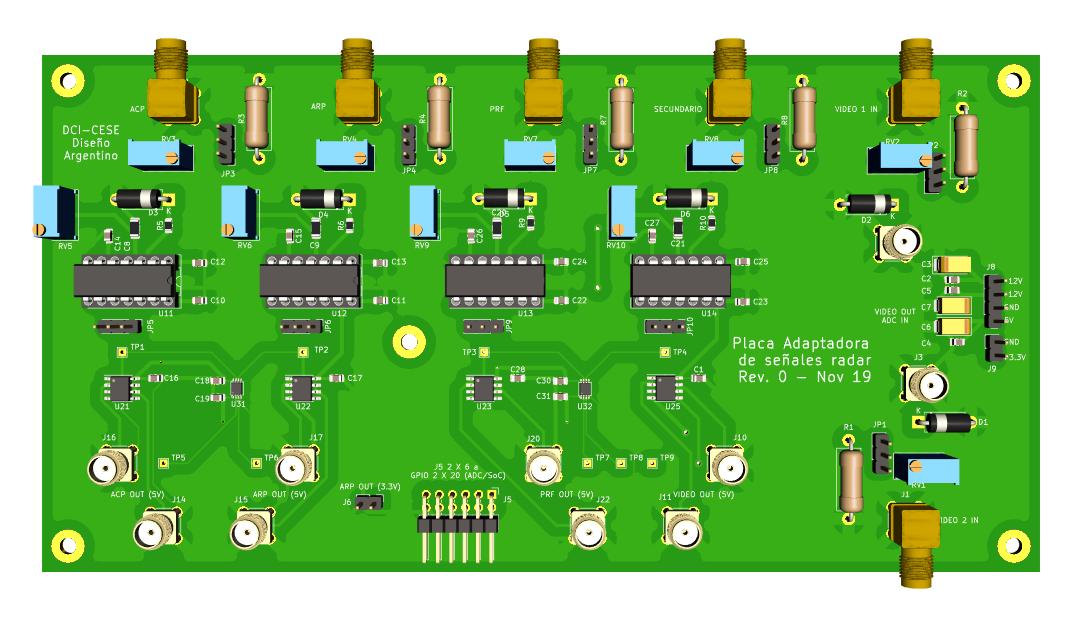 ACP
ARP
PRF
SECUNDARIO
VIDEO 1 IN
R2
R3
R4
R7
R8
DCI-CESE
Diseño
Argentino
RV3
RV4
RV7
RV8
RV2
JP3
JP4
JP7
JP8
D3
K
R5
D4
K
R6
K
R9
D6
K
R10
D2
K
RV5
C14
C8
RV6
C15
C9
RV9
C26
RV10
C27
C21
C12
C13
C24
C25
C3
J8
C2
+12V
C5
C10
C11
C22
C23
C7
GND
U11
U12
U13
U14
VIDEO OUT
ADC IN
C6
JP5
JP6
JP9
JP10
C4
GND
+3.3V
J9
TP1
TP2
TP3
TP4
Placa Adaptadora
de señales radar
Rev. 0 - Nov 19
J3
C16
C18
C19
U31
C17
C28
C30
C31
U32
C1
U21
U22
U23
U25
K
D1
R1
JP1
J16
J17
J20
J10
TP5
TP6
TP7
TP8
TP9
J5 2 X 6 a
GPIO 2 X 20 (ADC/SoC)
RV1
ACP OUT (5V)
ARP OUT (5V)
ARP OUT (3.3V)
PRF OUT (5V)
VIDEO OUT (5V)
J14
J15
J6
J5
J22
J11
J1
VIDEO 2 IN